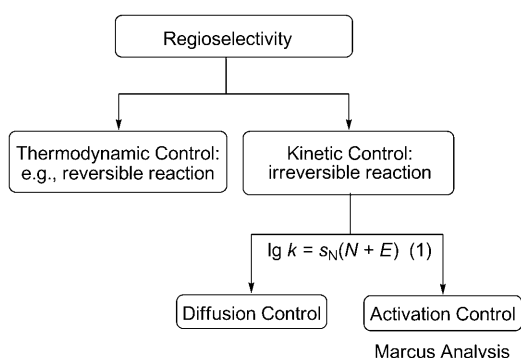 Regioselectivity
Thermodynamic Control:
e.g., reversible reaction
Kinetic Control:
irreversible reaction
lg k = sN(N + E) (1)
Diffusion Control
Activation Control
Marcus Analysis